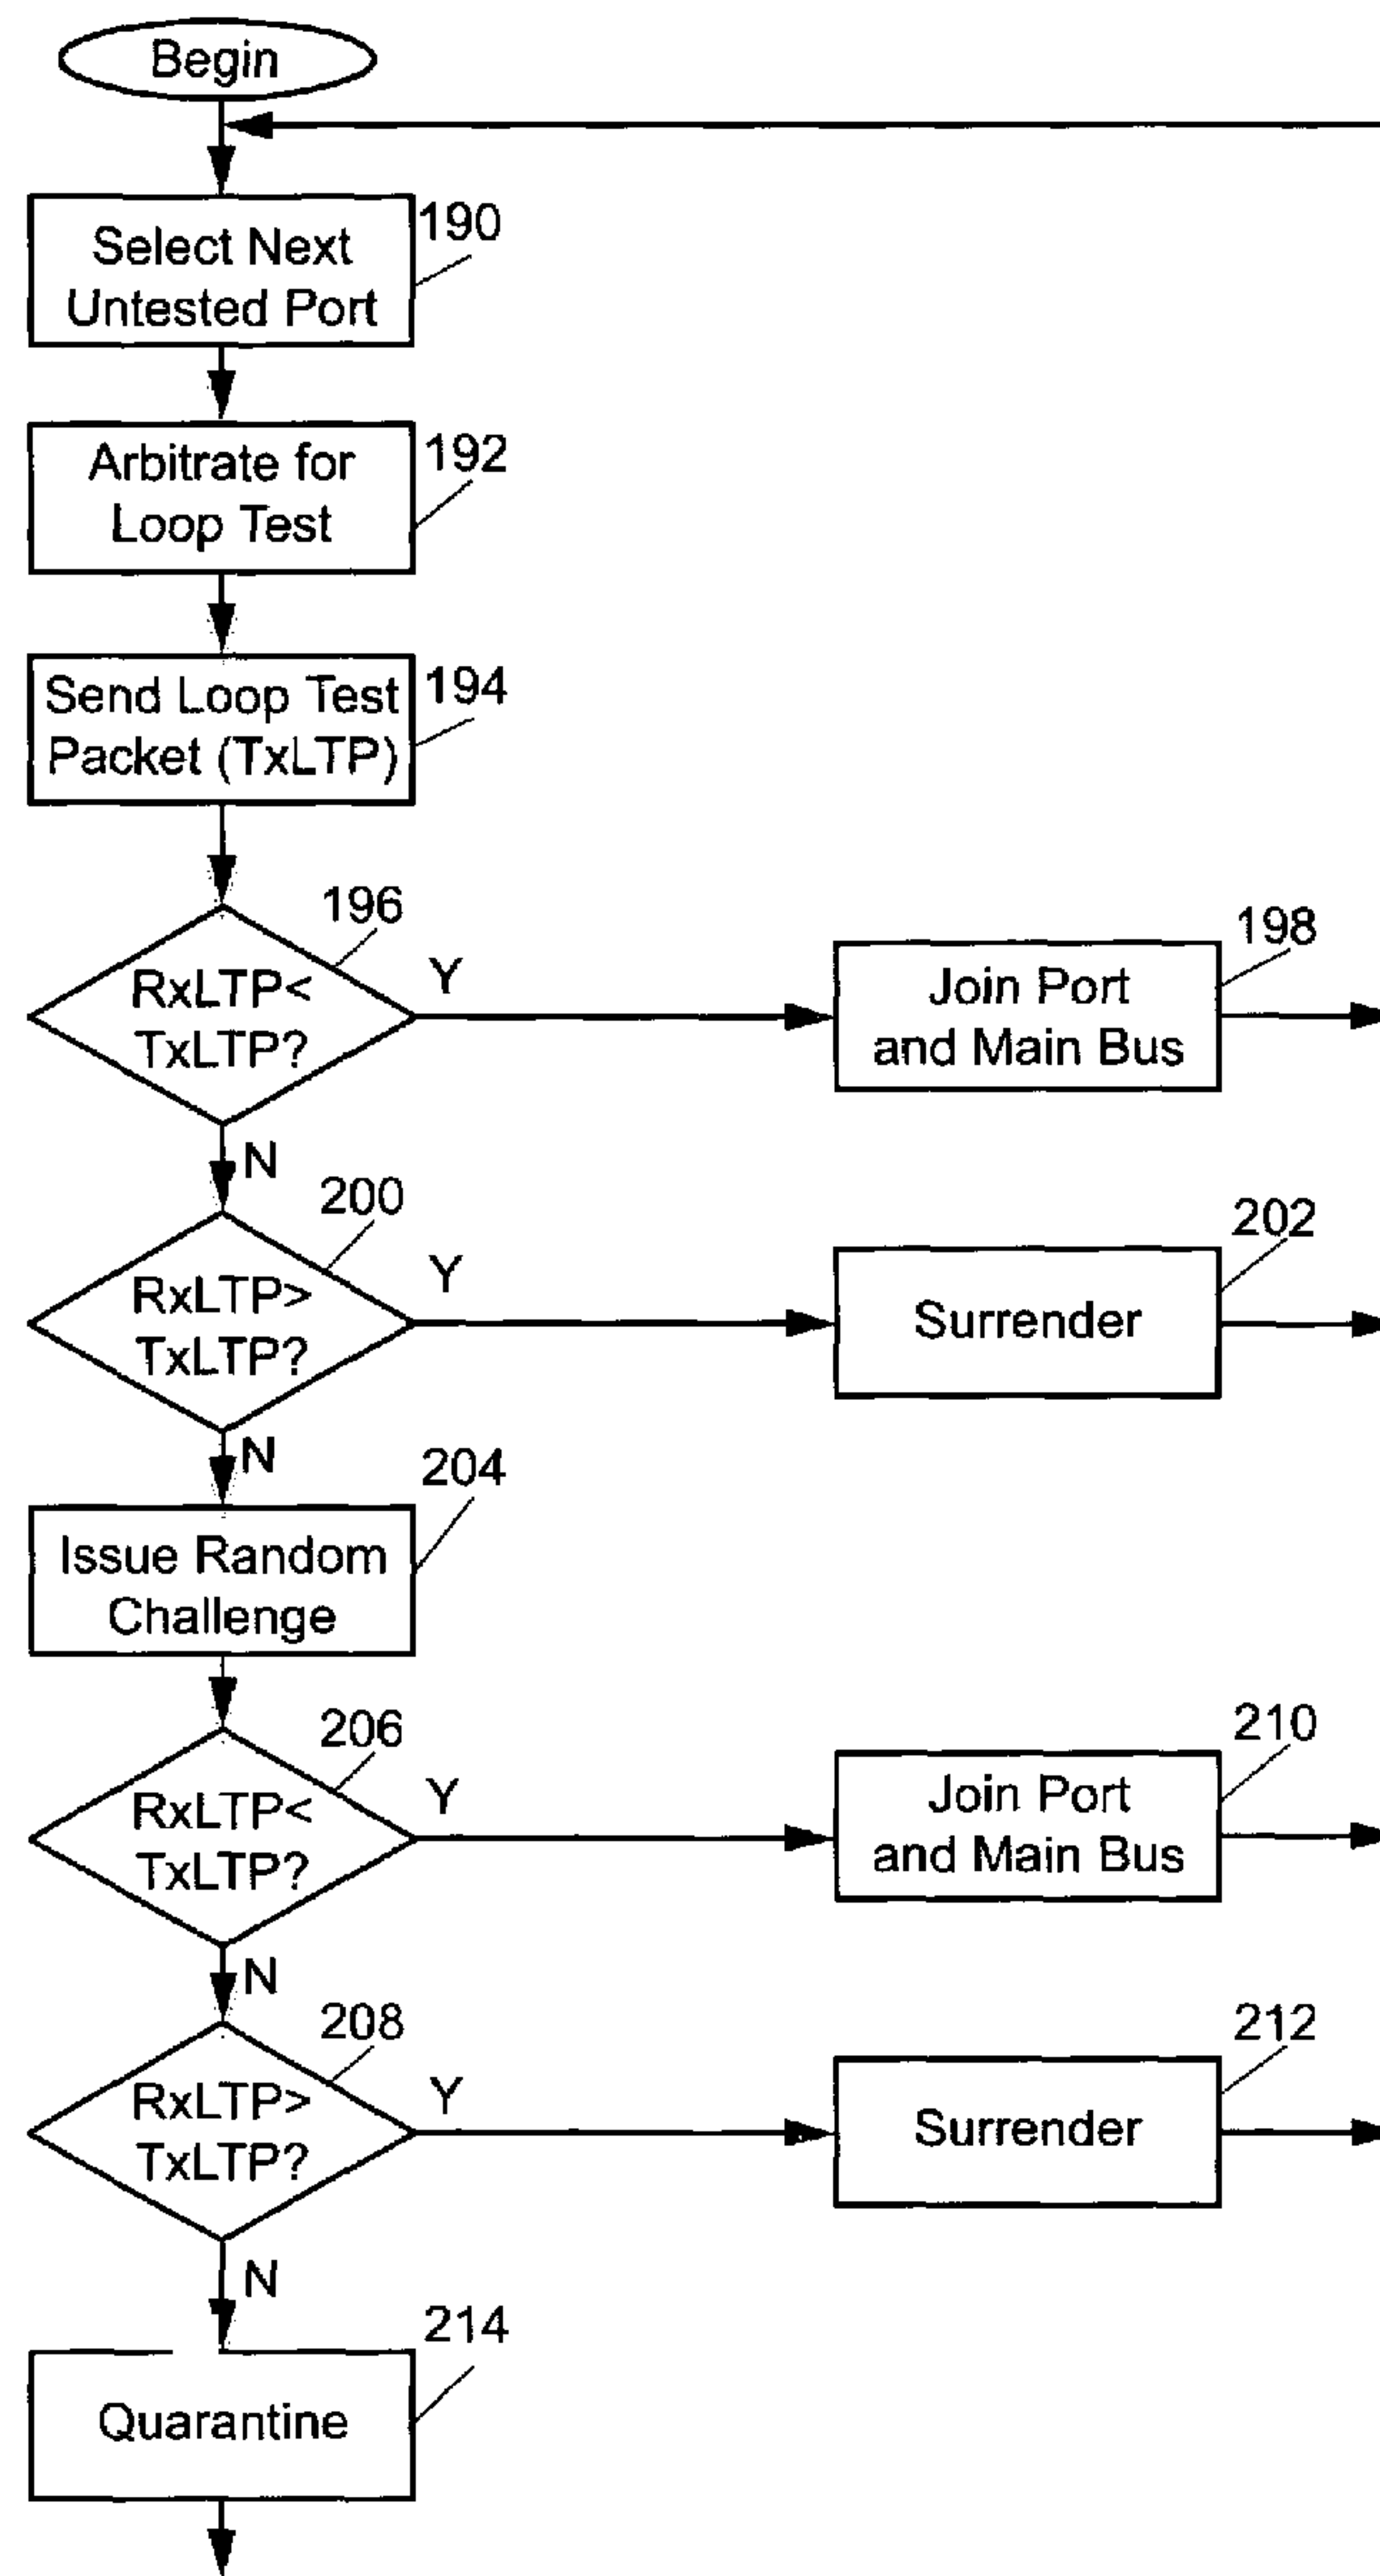 Begin
190
Select Next
Untested Port
192
Arbitrate for
Loop Test
194
Send Loop Test
Packet (TxLTP)
196
RxLTP<
TxLTP?
Y
198
Join Port
and Main Bus
N
200
RxLTP>
TxLTP?
Y
202
Surrender
N
204
Issue Random
Challenge
206
RxLTP<
TxLTP?
Y
210
Join Port
and Main Bus
N
208
RxLTP>
TxLTP?
Y
212
Surrender
N
214
Quarantine